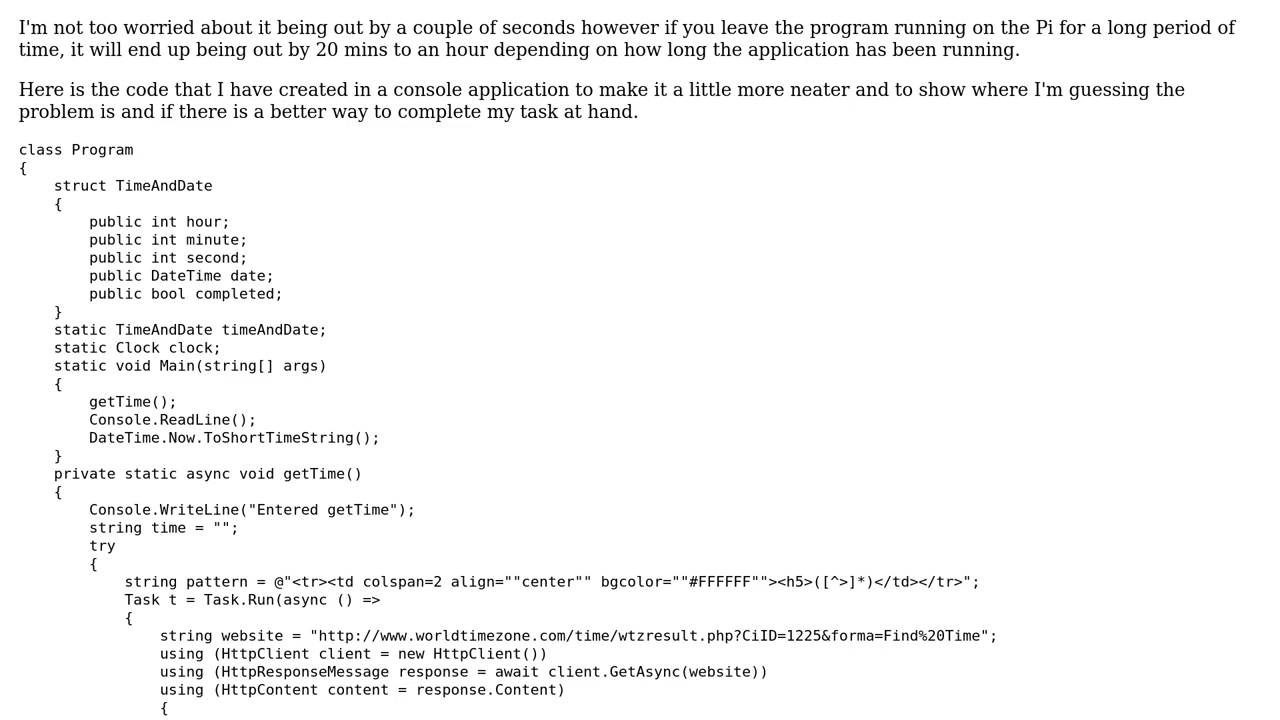 I'm not too worried about it being out by a couple of seconds however if you leave the program running on the Pi for a long period of
time, it will end up being out by 20 mins to an hour depending on how long the application has been running.
Here is the code that I have created in a console application to make it a little more neater and to show where I'm guessing the
problem is and if there is a better way to complete my task at hand.
class Program
{
    struct TimeAndDate
    {
        public int hour;
        public int minute;
        public int second;
        public DateTime date;
        public bool completed;
    }
    static TimeAndDate timeAndDate;
    static Clock clock;
    static void Main(string[] args)
    {
        getTime();
        Console.ReadLine();
        DateTime.Now.ToShortTimeString();
    }
    private static async void getTime()
    {
        Console.WriteLine("Entered getTime");
        string time = "";
        try
        {
            string pattern = @"<tr><td colspan=2 align=""center"" bgcolor=""#FFFFFF""><h5>([^>]*)</td></tr>";
            Task t = Task.Run(async () =>
            {
                string website = "http://www.worldtimezone.com/time/wtzresult.php?CiID=1225&forma=Find%20Time";
                using (HttpClient client = new HttpClient())
                using (HttpResponseMessage response = await client.GetAsync(website))
                using (HttpContent content = response.Content)
                {